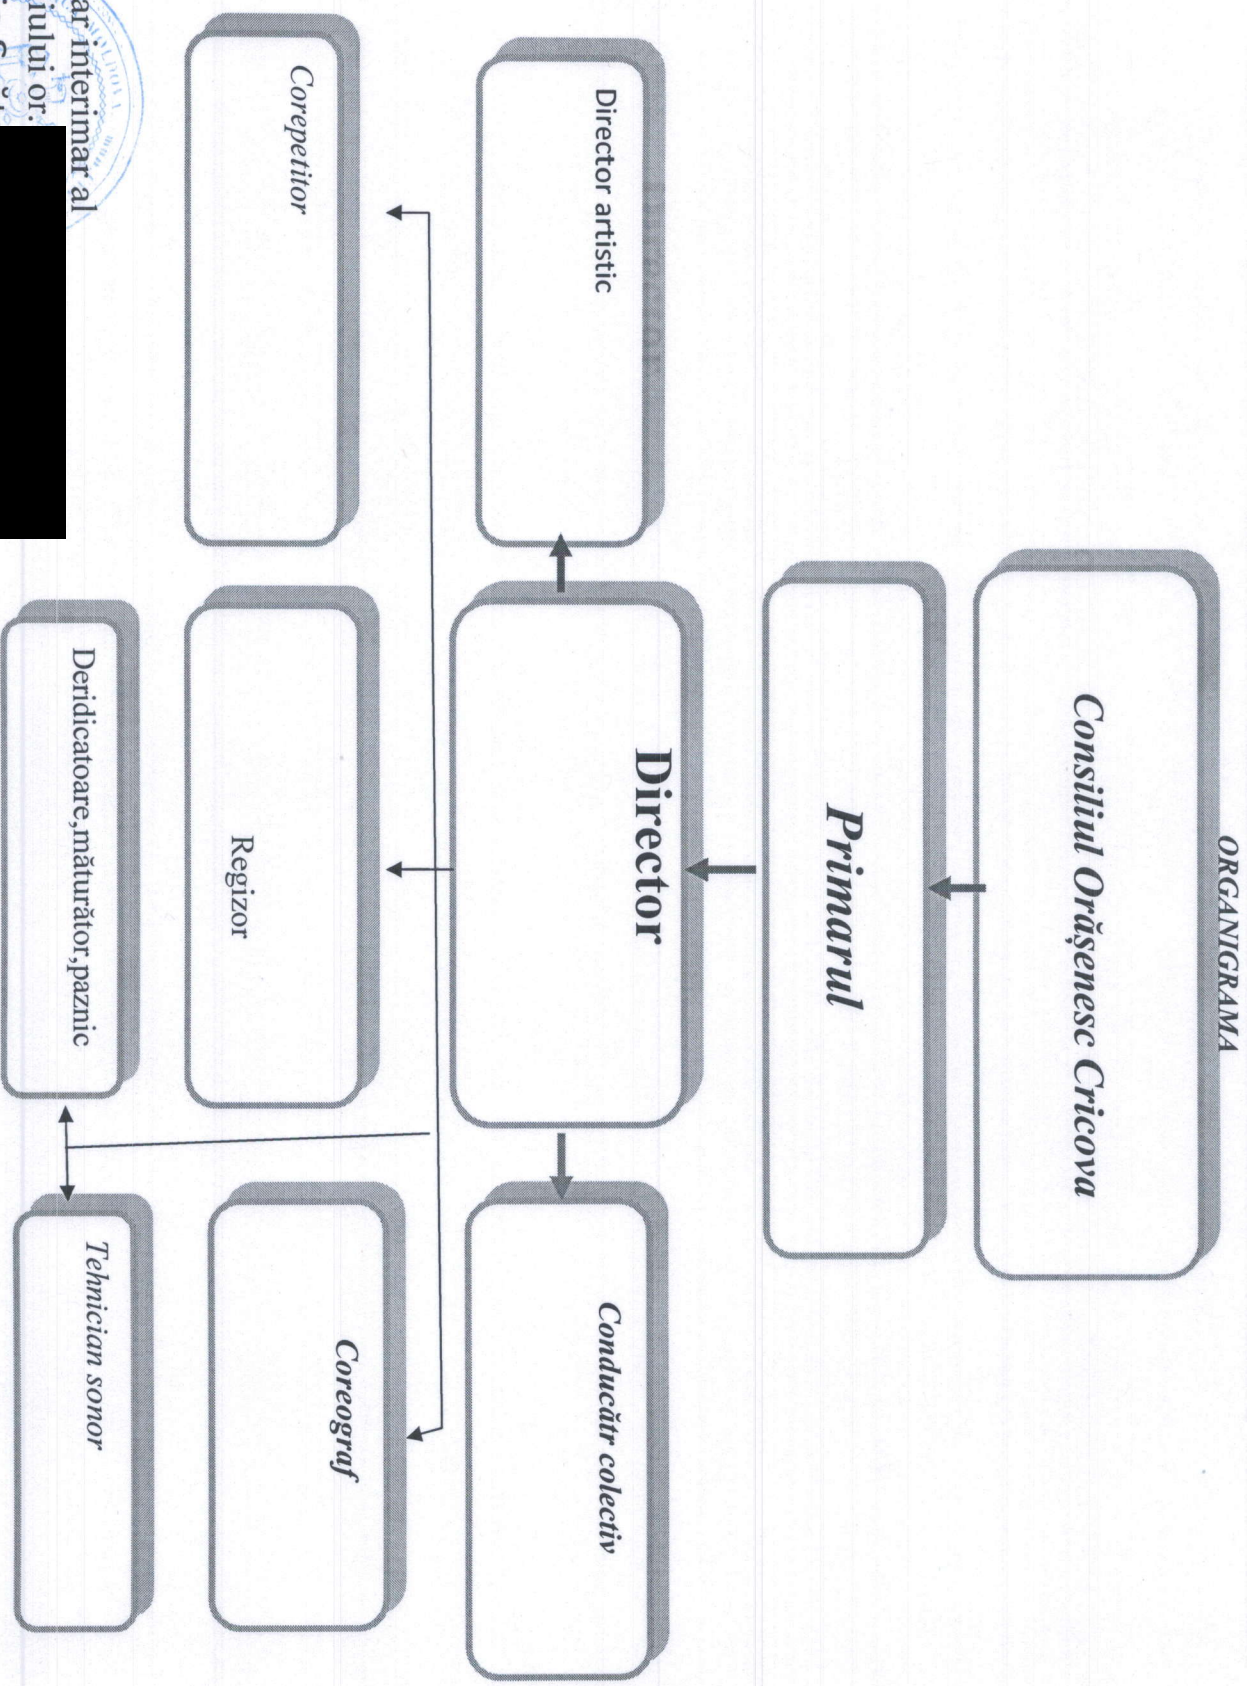 ORGANIGRAMA
Consiliul Orășenesc Cricova
Primarul
Director artistic
Director
Conducătr colectiv
Corepetitor
Regizor
Coreograf
Deridicatoare,măturător,paznic
Tehnician sonor
ar interimar al
iului or.